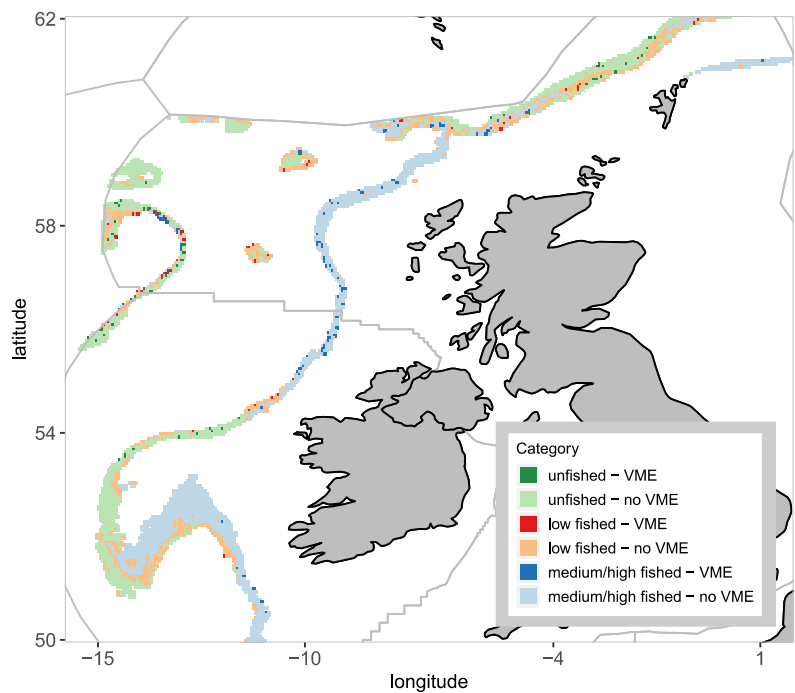 62
58
54
50
latitude
Category
unfished − VME
unfished − no VME
low fished − VME
low fished − no VME
medium/high fished − VME
medium/high fished − no VME
−15 −10 −4 1
longitude